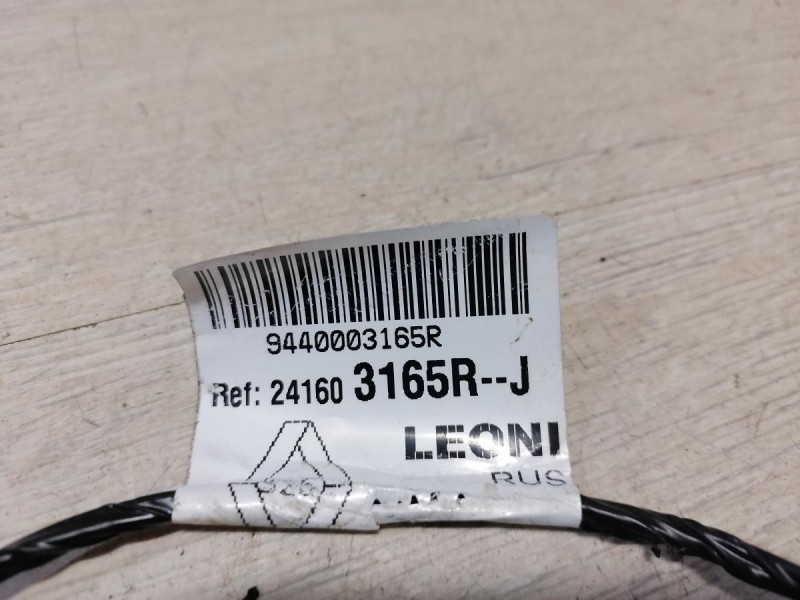 9440003165R
Ref: 24160 3165R--J
LEONI
RUS